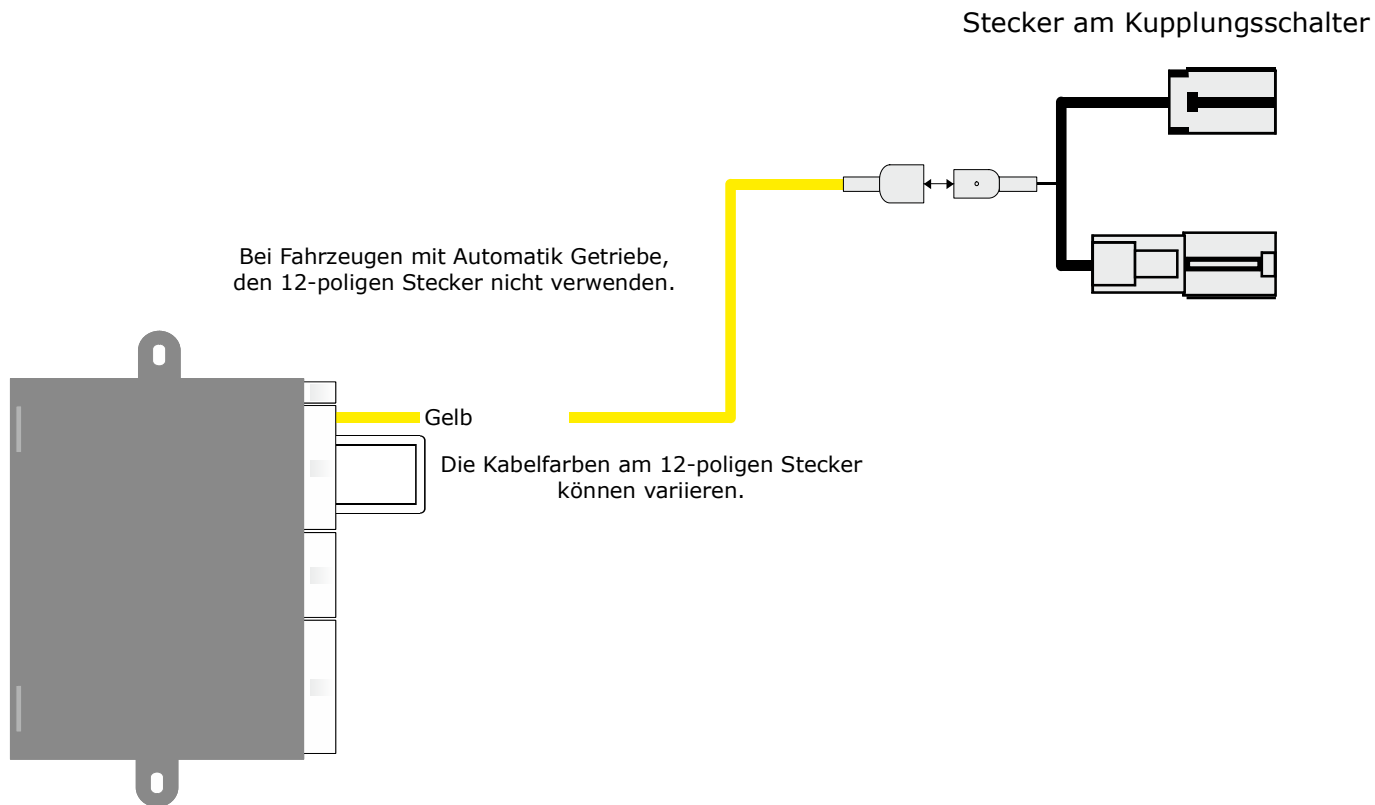 Stecker am Kupplungsschalter
Bei Fahrzeugen mit Automatik Getriebe,
den 12-poligen Stecker nicht verwenden.
Gelb
Die Kabelfarben am 12-poligen Stecker
können variieren.